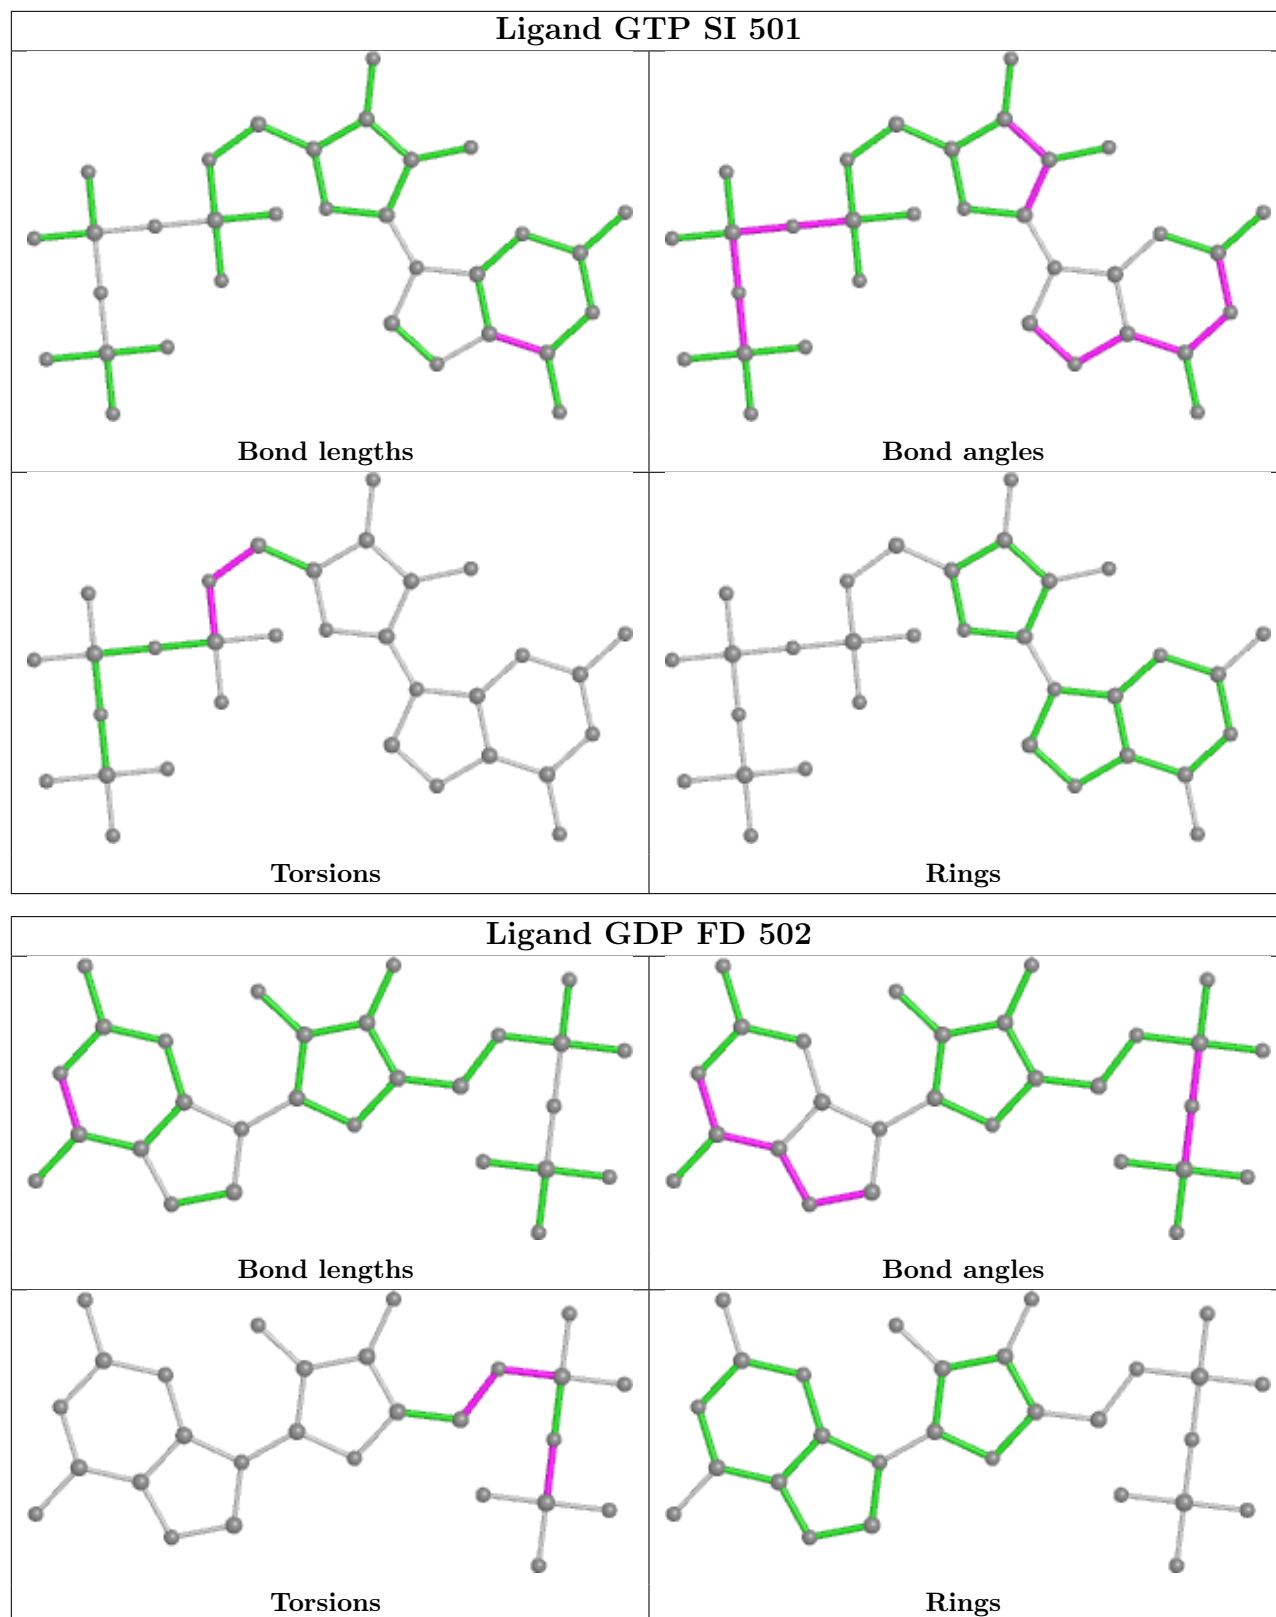 Ligand GTP SI 501
Bond lengths
Bond angles
Torsions
Rings
Ligand GDP FD 502
Bond lengths
Bond angles
Torsions
Rings